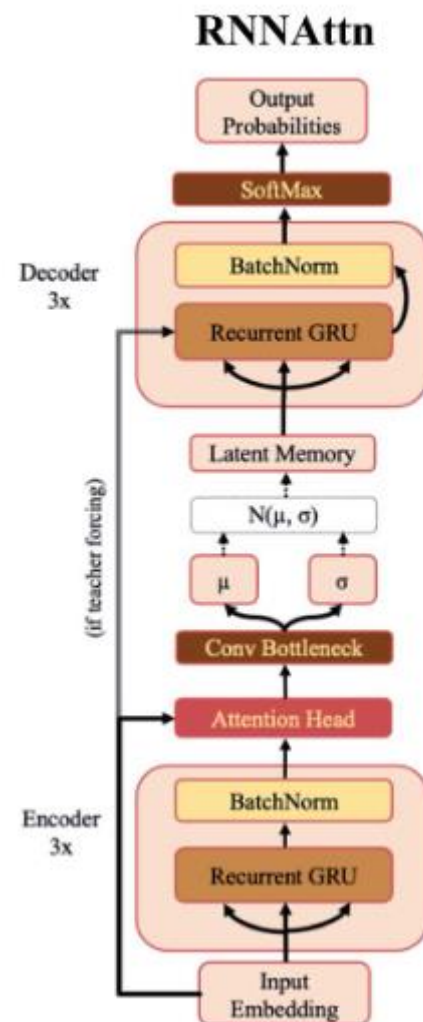 RNNAttn
Output
Probabilities
SoftMax
BatchNorm
Decoder
3x
Recurrent GRU
Latent Memory
N(μ, σ)
(if teacher forcing)
μ
σ
Conv Bottleneck
Attention Head
BatchNorm
Encoder
3x
Recurrent GRU
Input
Embedding